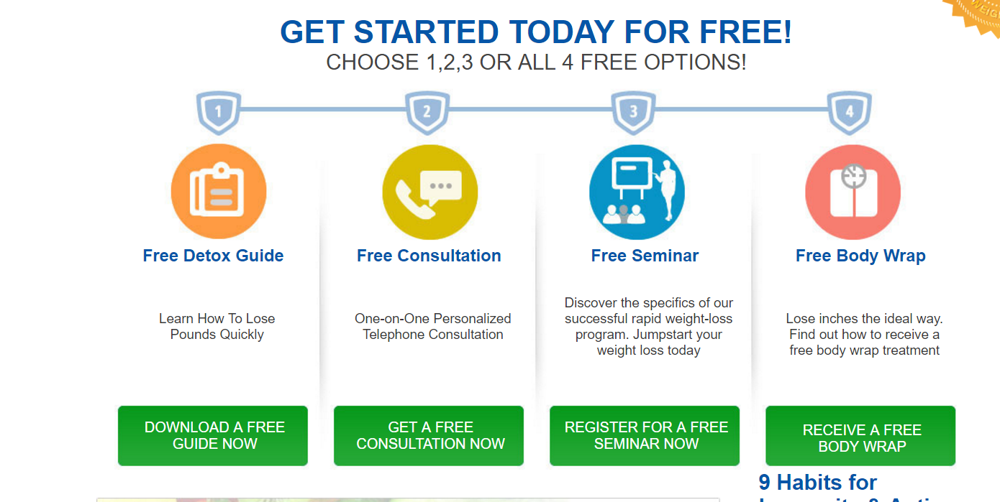 WEIG
GET STARTED TODAY FOR FREE!
CHOOSE 1,2,3 OR ALL 4 FREE OPTIONS!
1
2
3
4
Free Detox Guide
Learn How To Lose
Pounds Quickly
DOWNLOAD A FREE
GUIDE NOW
Free Consultation
One-on-One Personalized
Telephone Consultation
GET A FREE
CONSULTATION NOW
Free Seminar
Discover the specifics of our
successful rapid weight-loss
program. Jumpstart your
weight loss today
REGISTER FOR A FREE
SEMINAR NOW
Free Body Wrap
Lose inches the ideal way.
Find out how to receive a
free body wrap treatment
RECEIVE A FREE
BODY WRAP
9 Habits for